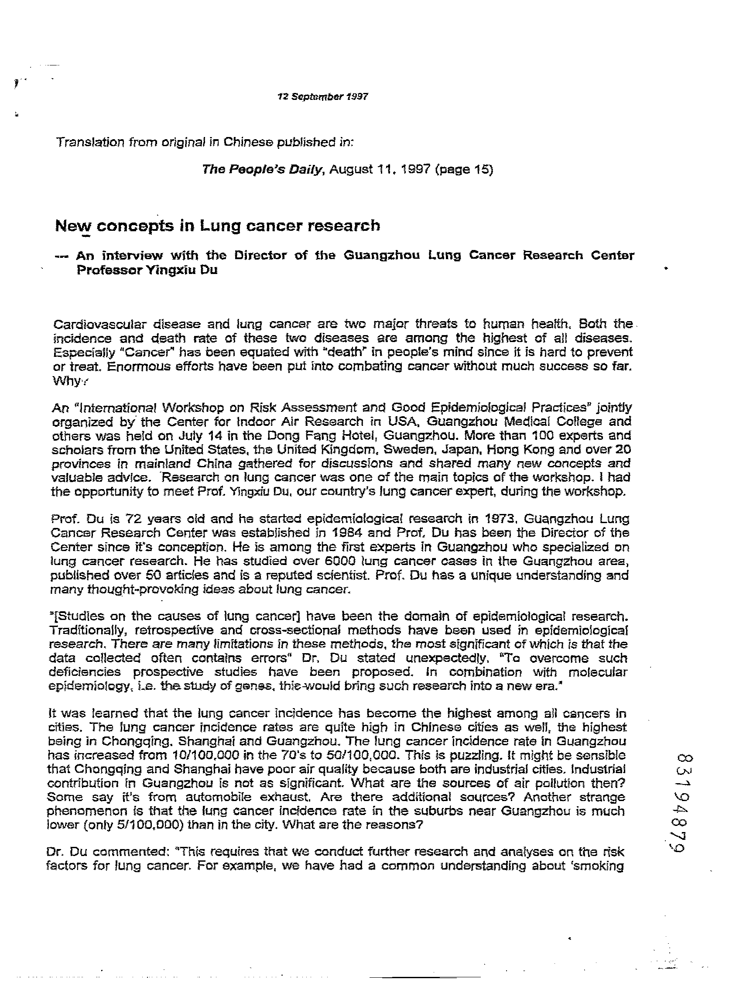 12 September 1997
Translation from original in Chinese published in:
The People's Daily, August 11, 1997 (page 15)
New concepts in Lung cancer research
--- An interview with the Director of the Guangzhou Lung Cancer Research Center
Professor Yingxiu Du
Cardiovascular disease and lung cancer are two major threats to human health. Both the
incidence and death rate of these two diseases are among the highest of all diseases.
Especially "Cancer" has been equated with "death" in people's mind since it is hard to prevent
or treat. Enormous efforts have been put into combating cancer without much success so far.
Why?
An "International Workshop on Risk Assessment and Good Epidemiological Practices" jointly
organized by the Center for Indoor Air Research in USA, Guangzhou Medical College and
others was held on July 14 in the Dong Fang Hotel, Guangzhou. More than 100 experts and
scholars from the United States, the United Kingdom, Sweden, Japan, Hong Kong and over 20
provinces in mainland China gathered for discussions and shared many new concepts and
valuable advice. Research on lung cancer was one of the main topics of the workshop. I had
the opportunity to meet Prof. Yingxiu Du, our country's lung cancer expert, during the workshop.
Prof. Du is 72 years old and he started epidemiological research in 1973. Guangzhou Lung
Cancer Research Center was established in 1984 and Prof. Du has been the Director of the
Center since it's conception. He is among the first experts in Guangzhou who specialized on
lung cancer research. He has studied over 6000 lung cancer cases in the Guangzhou area,
published over 50 articles and is a reputed scientist. Prof. Du has a unique understanding and
many thought-provoking ideas about lung cancer.
"[Studies on the causes of lung cancer] have been the domain of epidemiological research.
Traditionally, retrospective and cross-sectional methods have been used in epidemiological
research. There are many limitations in these methods, the most significant of which is that the
data collected often contains errors" Dr. Du stated unexpectedly. "To overcome such
deficiencies prospective studies have been proposed. In combination with molecular
epidemiology, i.e. the study of genes, this would bring such research into a new era."
It was learned that the lung cancer incidence has become the highest among all cancers in
cities. The lung cancer incidence rates are quite high in Chinese cities as well, the highest
being in Chongqing, Shanghai and Guangzhou. The lung cancer incidence rate in Guangzhou
has increased from 10/100,000 in the 70's to 50/100,000. This is puzzling. It might be sensible
that Chongqing and Shanghai have poor air quality because both are industrial cities. Industrial
contribution in Guangzhou is not as significant. What are the sources of air pollution then?
Some say it's from automobile exhaust. Are there additional sources? Another strange
phenomenon is that the lung cancer incidence rate in the suburbs near Guangzhou is much
lower (only 5/100,000) than in the city. What are the reasons?
Dr. Du commented: "This requires that we conduct further research and analyses on the risk
factors for lung cancer. For example, we have had a common understanding about 'smoking
83194879